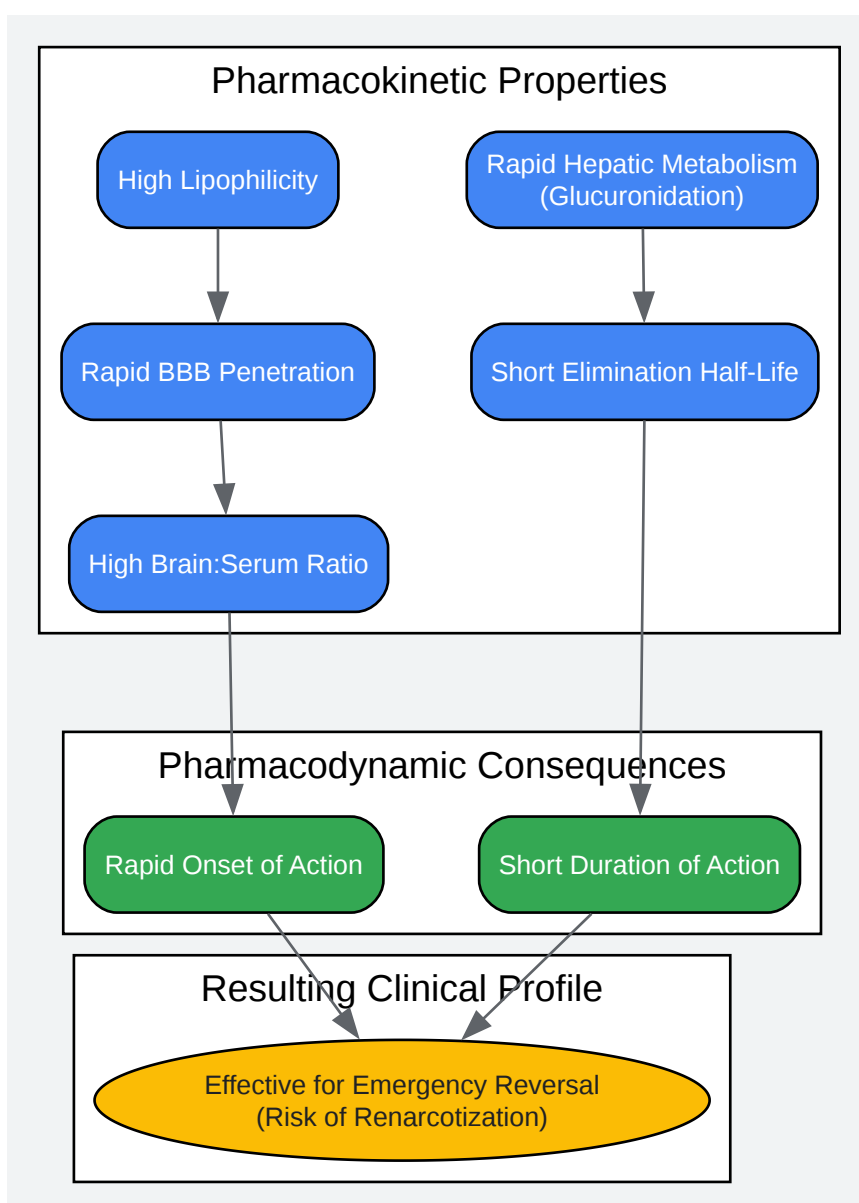 Pharmacokinetic Properties
High Lipophilicity
Rapid Hepatic Metabolism
(Glucuronidation)
Rapid BBB Penetration
Short Elimination Half-Life
High Brain:Serum Ratio
Pharmacodynamic Consequences
Rapid Onset of Action
Short Duration of Action
Resulting Clinical Profile
Effective for Emergency Reversal
(Risk of Renarcotization)